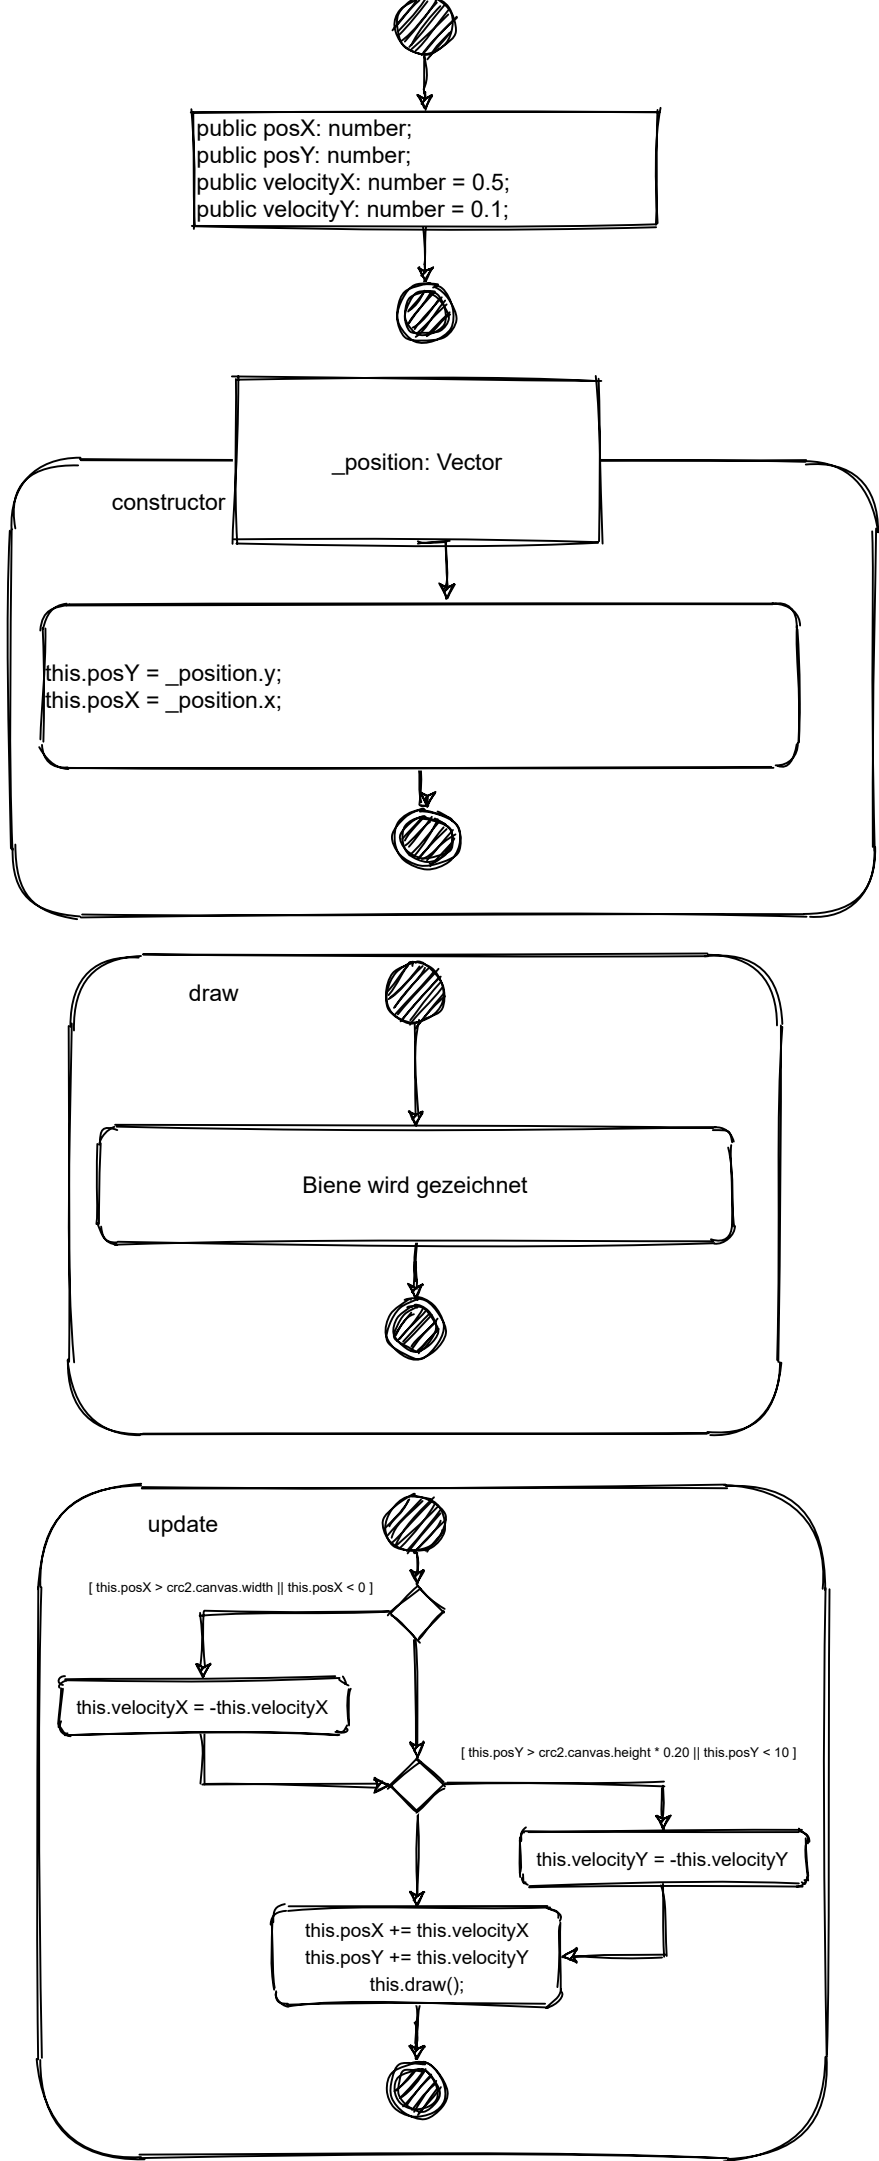 public posX: number;
public posY: number;
public velocityX: number = 0.5;
public velocityY: number = 0.1;
_position: Vector
constructor
this.posY = _position.y;
this.posX = _position.x;
draw
Biene wird gezeichnet
update
[ this.posX > crc2.canvas.width || this.posX < 0 ]
this.velocityX = -this.velocityX
[ this.posY > crc2.canvas.height * 0.20 || this.posY < 10 ]
this.velocityY = -this.velocityY
this.posX += this.velocityX
this.posY += this.velocityY
this.draw();